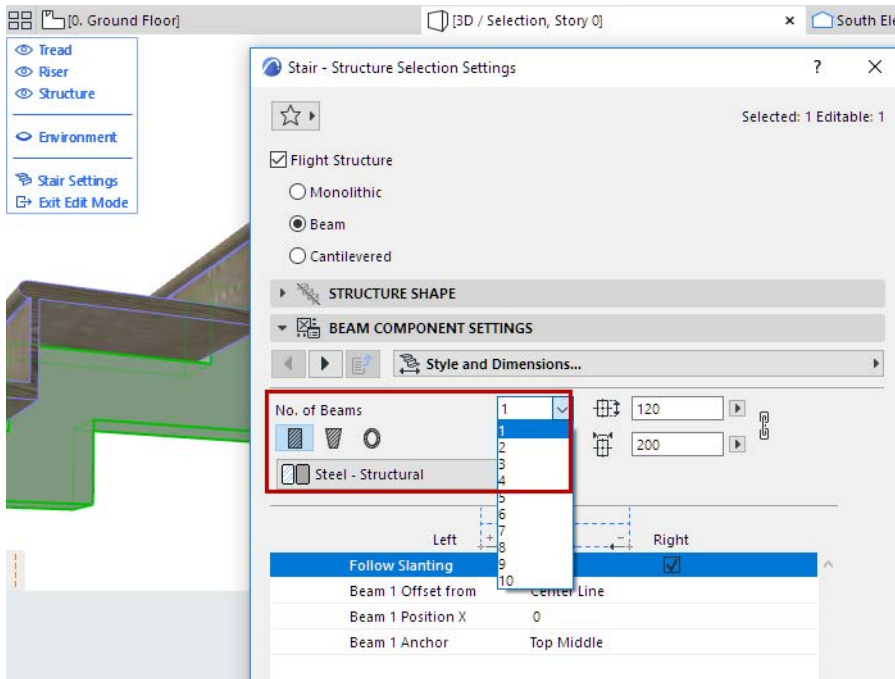 [0. Ground Floor]
[3D / Selection, Story 0]
South Ele
Tread
Riser
Structure
Environment
Stair Settings
Exit Edit Mode
Stair - Structure Selection Settings
Selected: 1 Editable: 1
Flight Structure
Monolithic
Beam
Cantilevered
STRUCTURE SHAPE
BEAM COMPONENT SETTINGS
Style and Dimensions...
No. of Beams 1 120
1
2
200
3
Steel - Structural
4
5
6
7
Left Right
8
Follow Slanting
9
10
Beam 1 Offset from Center Line
Beam 1 Position X 0
Beam 1 Anchor Top Middle